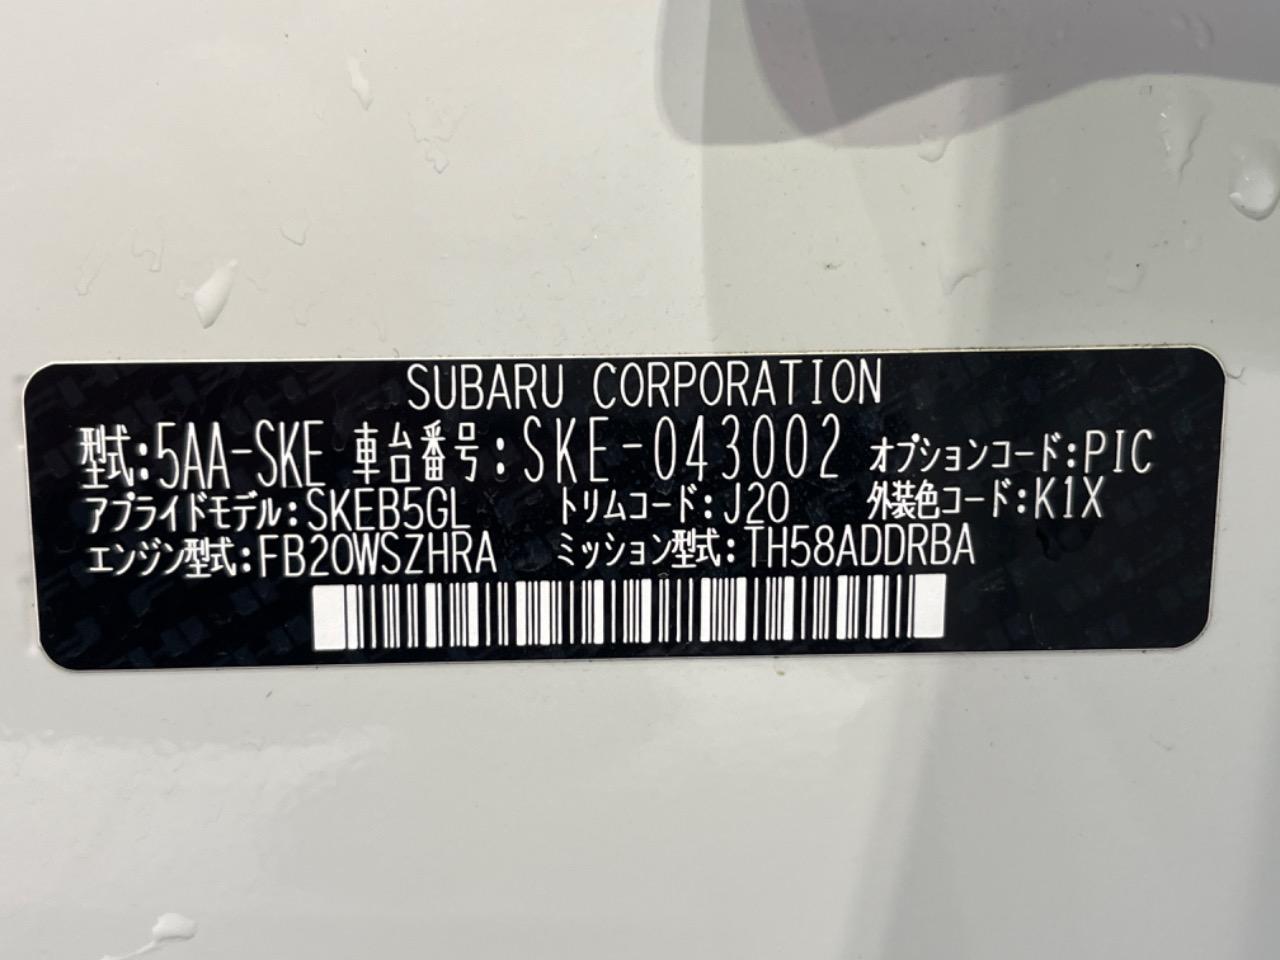 SUBARU CORPORATION
型式:5AA-SKE 車台番号:SKE-043002 オプションコード:PIC
アプライドモデル:SKEB5GL トリムコード:J20 外装色コード:K1X
エンジン型式:FB20WSZHRA ミッション型式:TH58ADDRBA